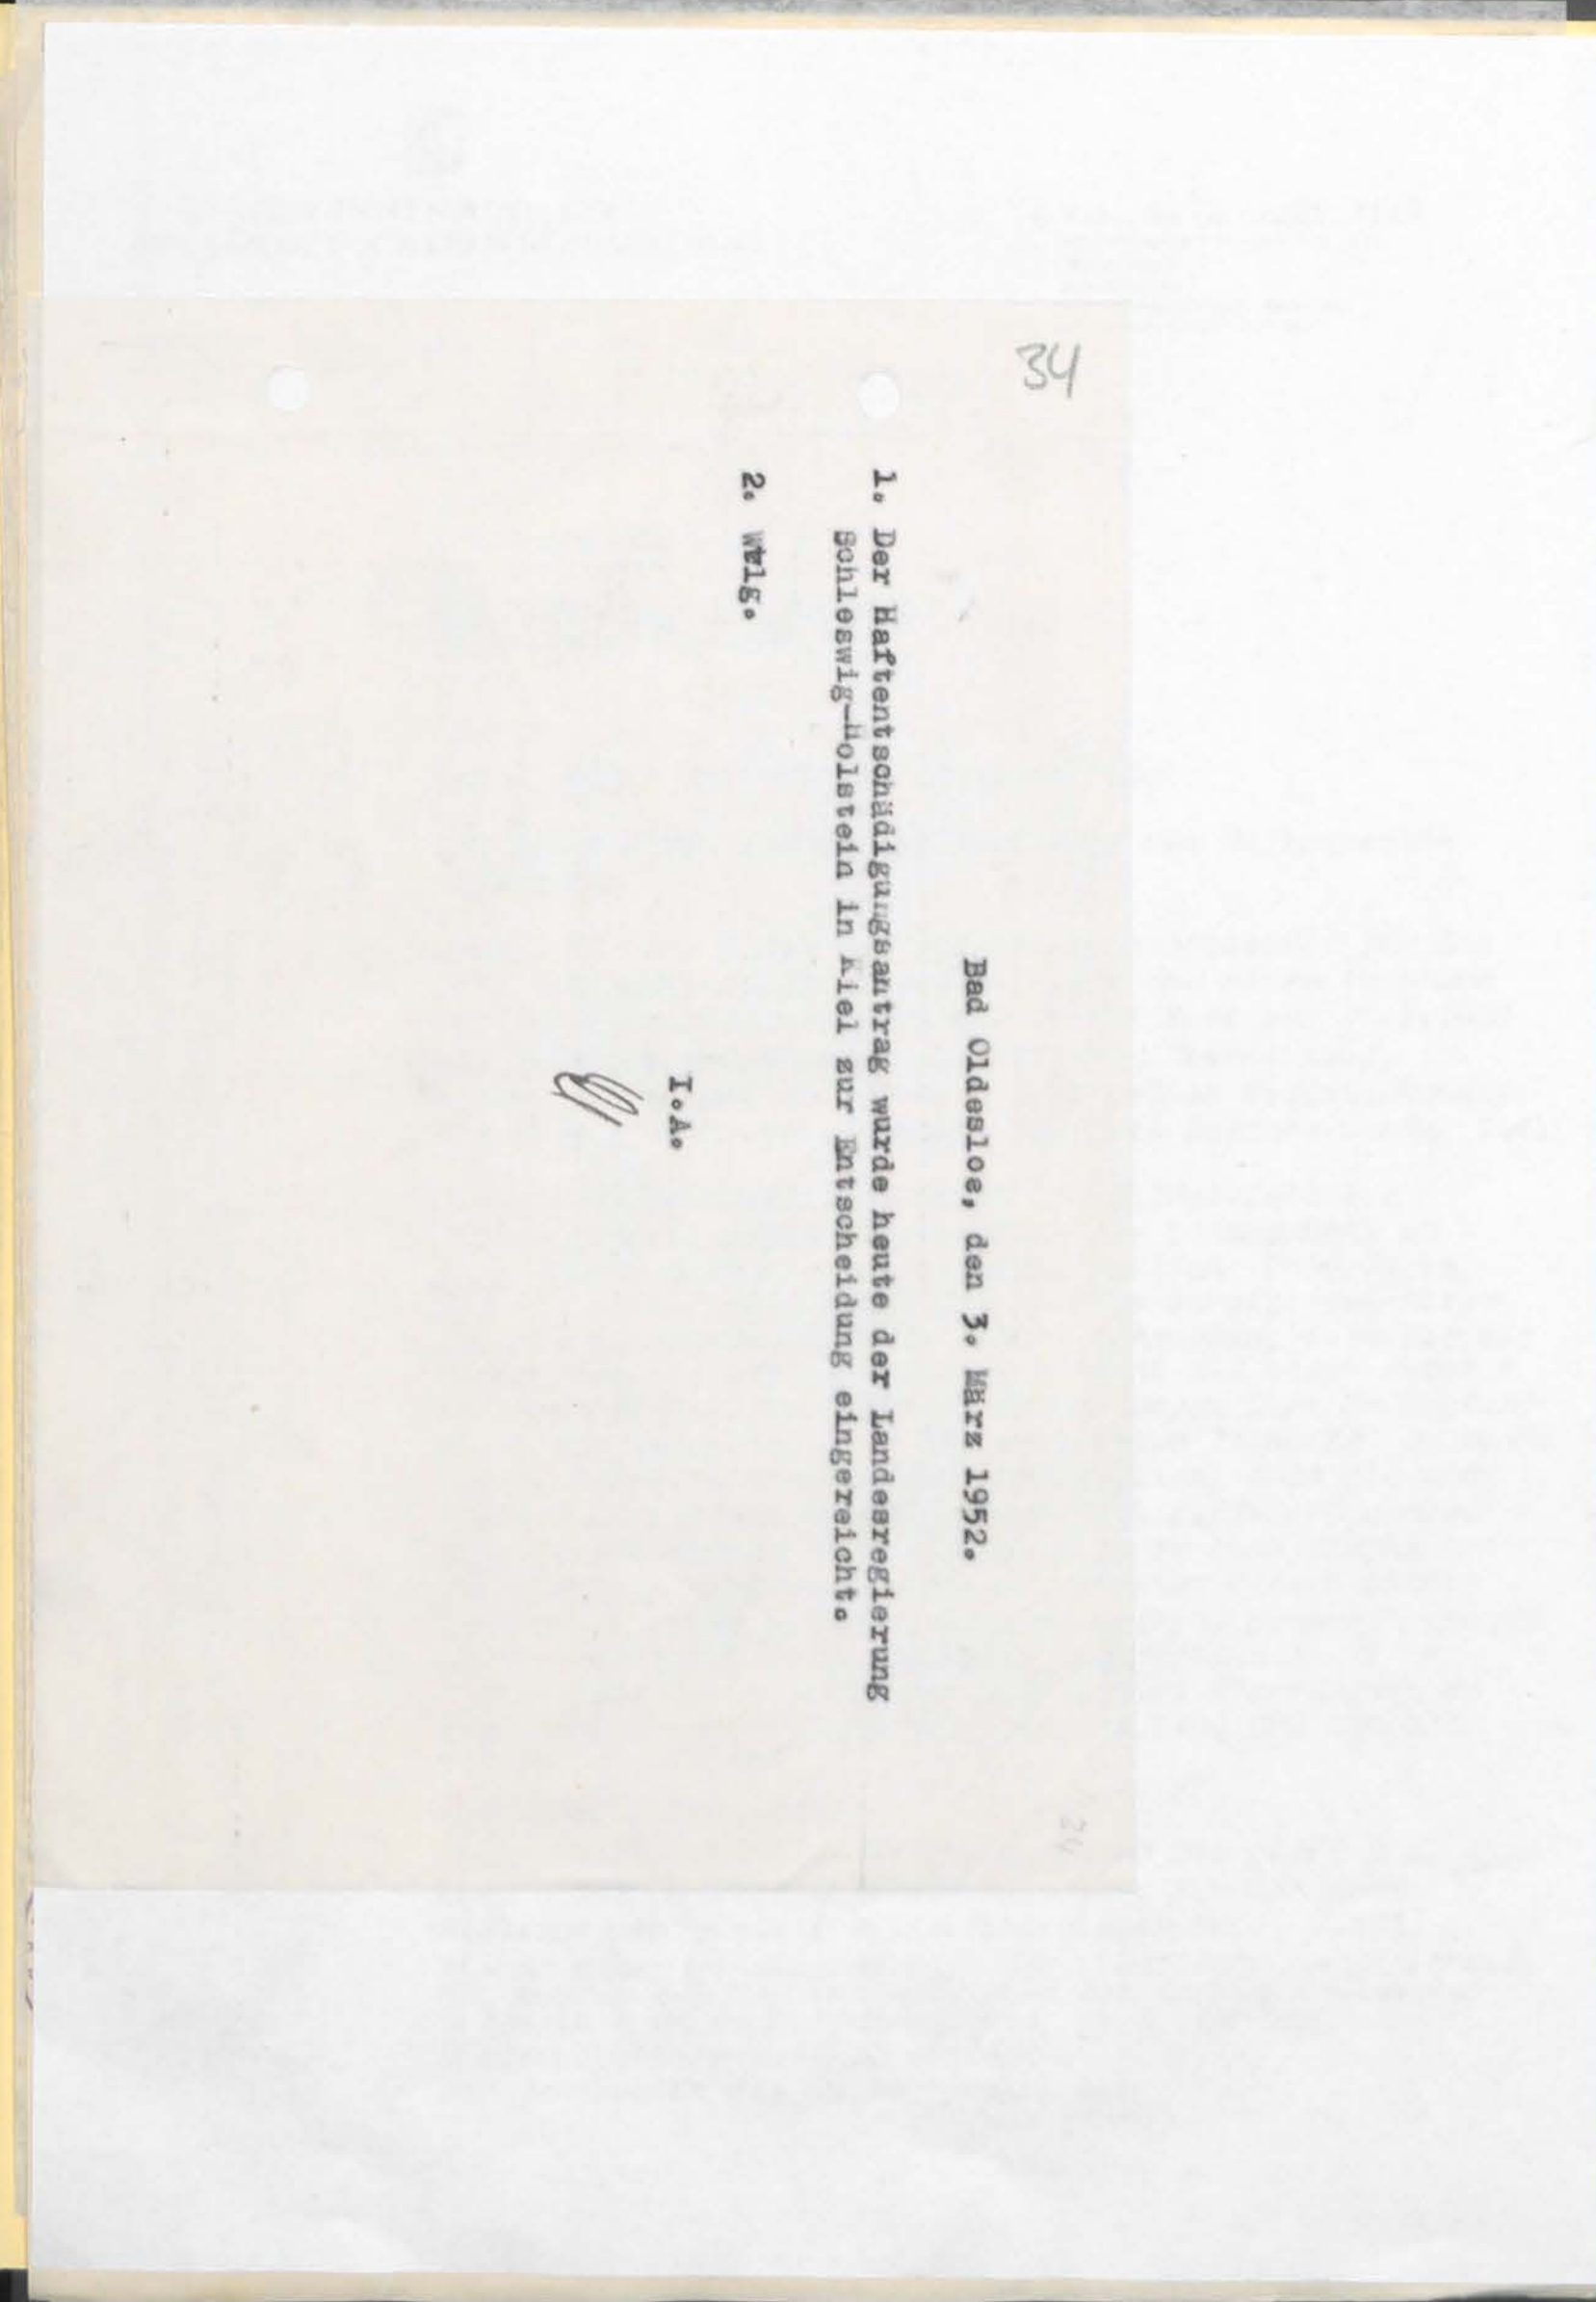 34
Bad Oldesloe, den 3. März 1952.
1. Der Haftentschädigungsantrag wurde heute der Landesregierung
Schleswig-Holstein in Kiel zur Entscheidung eingereicht.
2. Wvlg.
I.A.